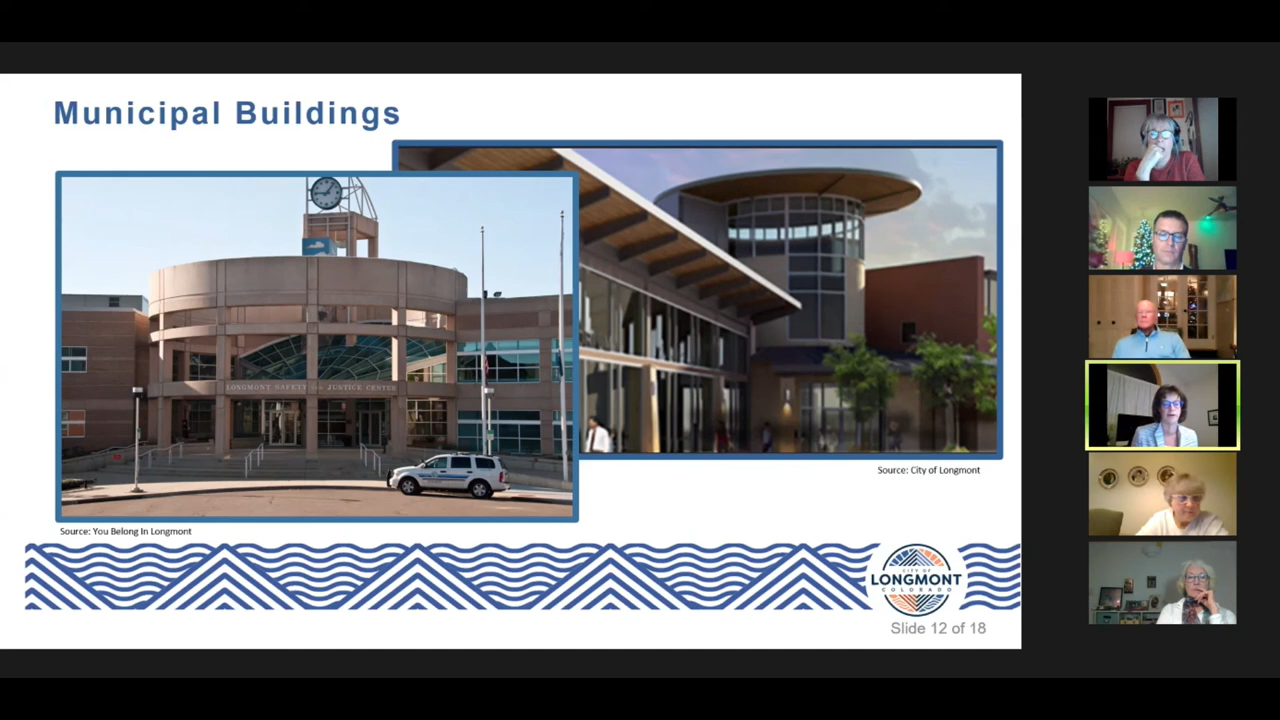 Municipal Buildings
LONGMONT SAFETY AND JUSTICE CENTER
Source: City of Longmont
Source: You Belong In Longmont
CITY OF
LONGMONT
COLORADO
Slide 12 of 18